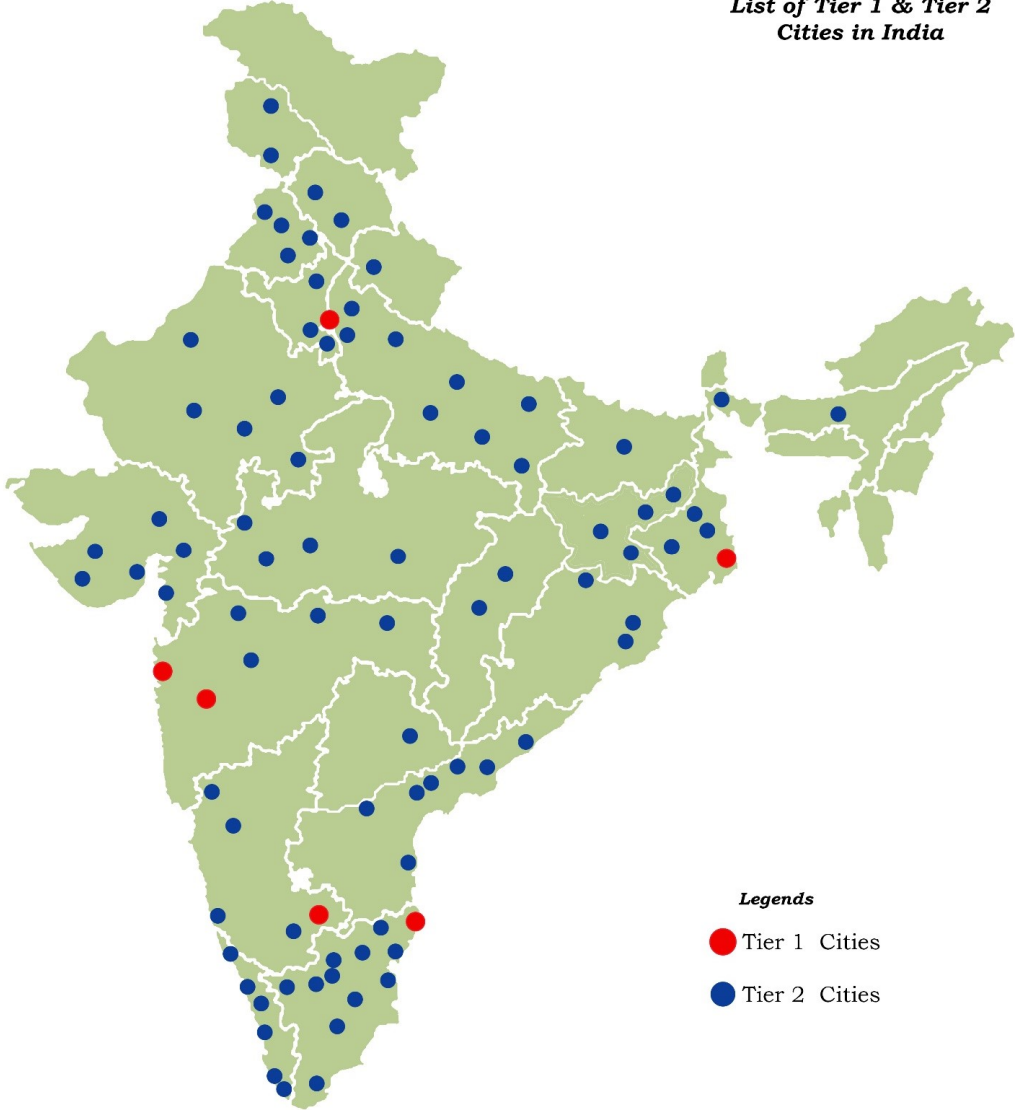 List of Tier 1 & Tier 2
Cities in India
Legends
Tier 1 Cities
Tier 2 Cities